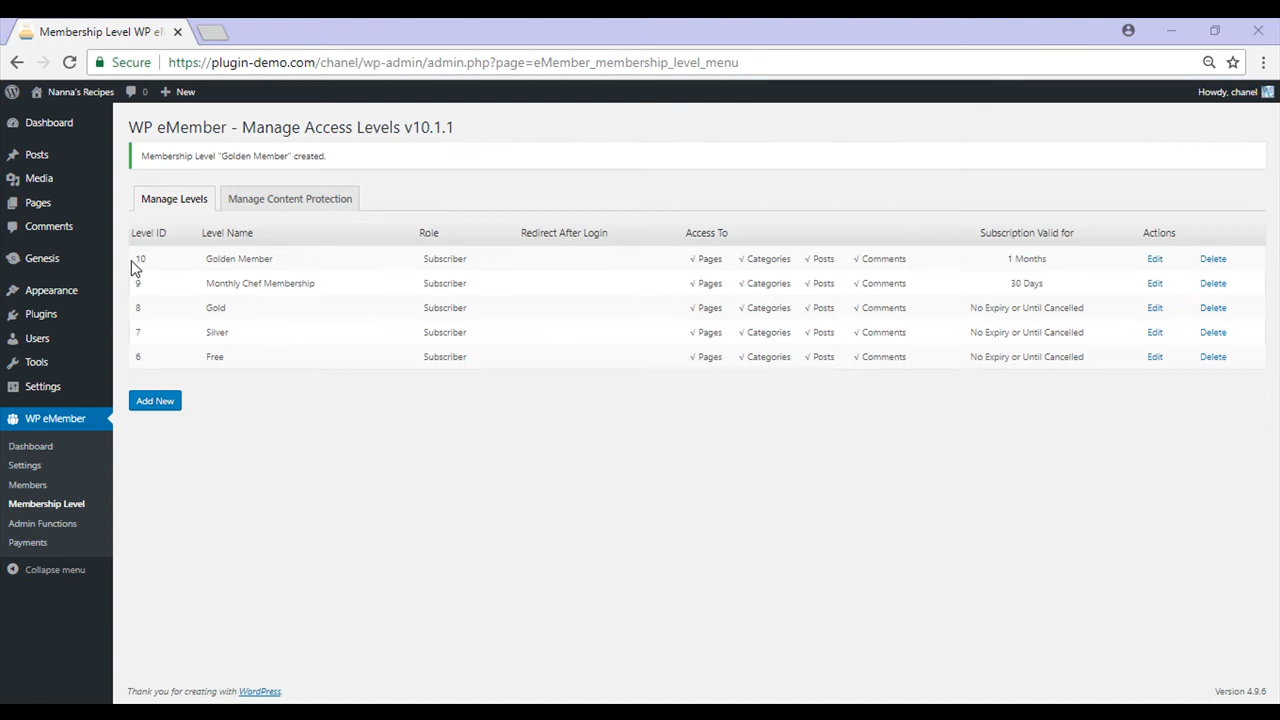 Membership Level WP eM
Secure https://plugin-demo.com/chanel/wp-admin/admin.php?page=eMember_membership_level_menu
Nanna's Recipes 0 New Howdy, chanel
Dashboard
Posts
Media
Pages
Comments
Genesis
Appearance
Plugins
Users
Tools
Settings
WP eMember
Dashboard
Settings
Members
Membership Level
Admin Functions
Payments
Collapse menu
WP eMember - Manage Access Levels v10.1.1
Membership Level "Golden Member" created.
Manage Levels Manage Content Protection
Level ID Level Name Role Redirect After Login Access To Subscription Valid for Actions
10 Golden Member Subscriber √ Pages √ Categories √ Posts √ Comments 1 Months Edit Delete
9 Monthly Chef Membership Subscriber √ Pages √ Categories √ Posts √ Comments 30 Days Edit Delete
8 Gold Subscriber √ Pages √ Categories √ Posts √ Comments No Expiry or Until Cancelled Edit Delete
7 Silver Subscriber √ Pages √ Categories √ Posts √ Comments No Expiry or Until Cancelled Edit Delete
6 Free Subscriber √ Pages √ Categories √ Posts √ Comments No Expiry or Until Cancelled Edit Delete
Add New
Thank you for creating with WordPress. Version 4.9.6